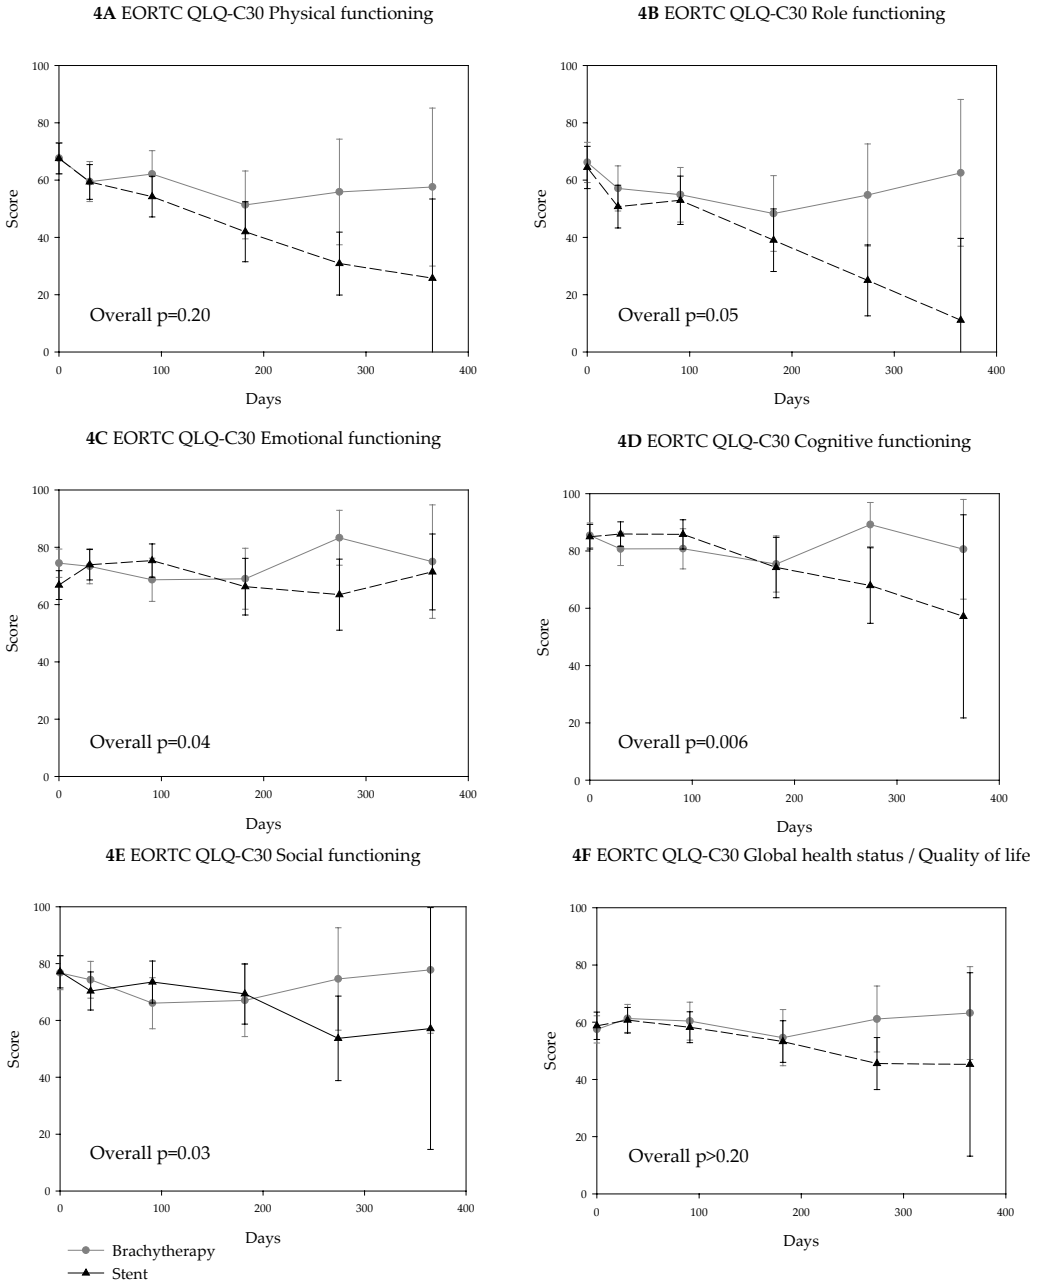 4A EORTC QLQ-C30 Physical functioning
100
80
60
40
20
0
Score
Overall p=0.20
0 100 200 300 400
Days
4B EORTC QLQ-C30 Role functioning
100
80
60
40
20
0
Score
Overall p=0.05
0 100 200 300 400
Days
4C EORTC QLQ-C30 Emotional functioning
100
80
60
40
20
0
Score
Overall p=0.04
0 100 200 300 400
Days
4D EORTC QLQ-C30 Cognitive functioning
100
80
60
40
20
0
Score
Overall p=0.006
0 100 200 300 400
Days
4E EORTC QLQ-C30 Social functioning
100
80
60
40
20
0
Score
Overall p=0.03
0 100 200 300 400
Days
4F EORTC QLQ-C30 Global health status / Quality of life
100
80
60
40
20
0
Score
Overall p>0.20
0 100 200 300 400
Days
Brachytherapy
Stent